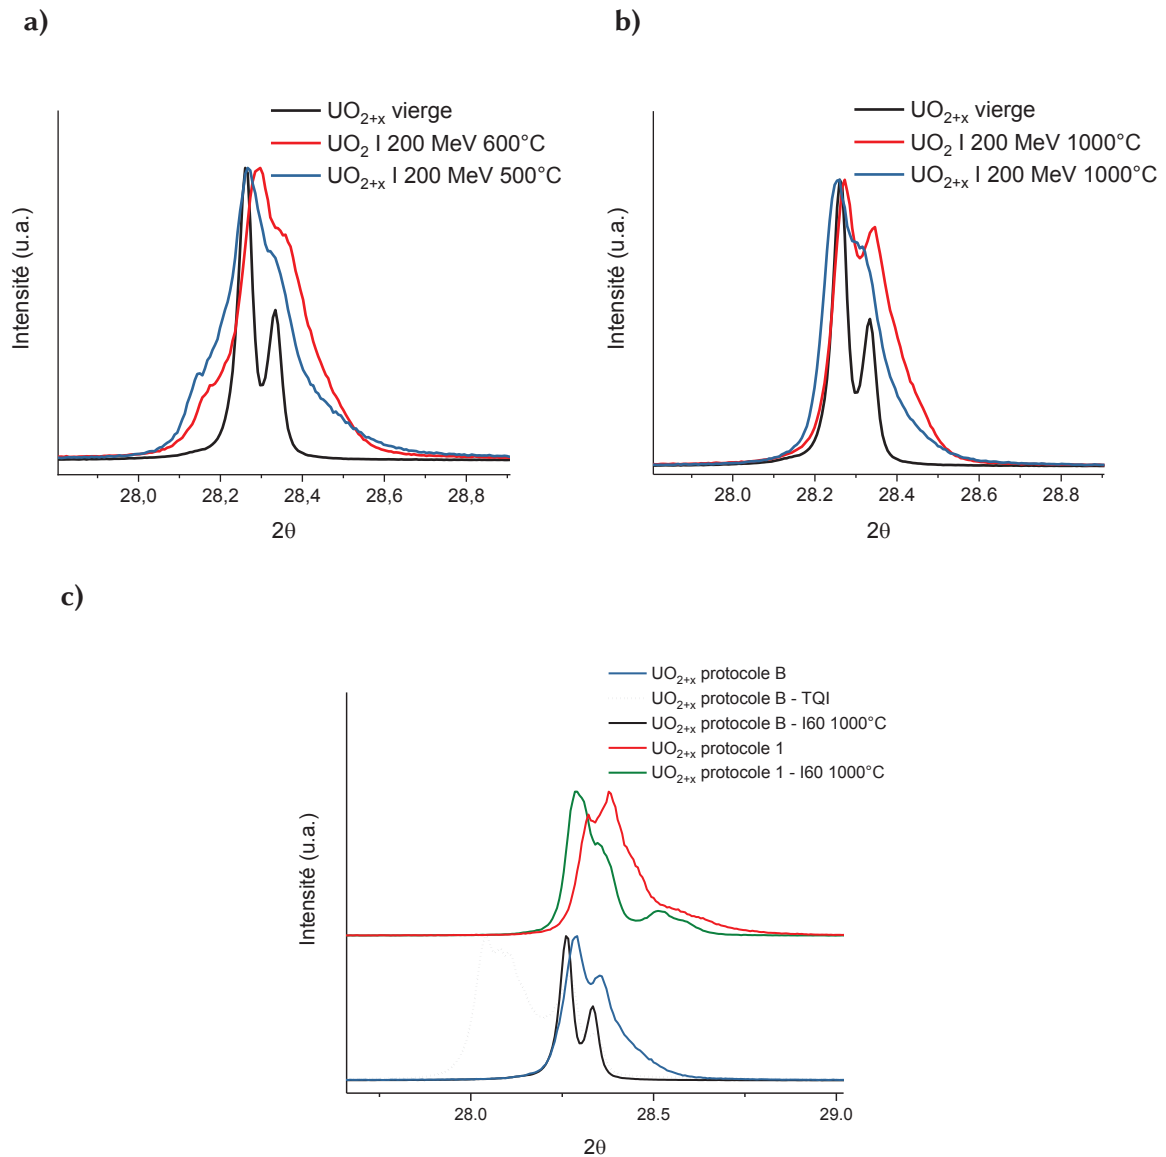 a)
UO2+x vierge
UO2 I 200 MeV 600°C
UO2+x I 200 MeV 500°C
Intensité (u.a.)
28,0 28,2 28,4 28,6 28,8
2θ
b)
UO2+x vierge
UO2 I 200 MeV 1000°C
UO2+x I 200 MeV 1000°C
Intensité (u.a.)
28.0 28.2 28.4 28.6 28.8
2θ
c)
UO2+x protocole B
UO2+x protocole B - TQI
UO2+x protocole B - I60 1000°C
UO2+x protocole 1
UO2+x protocole 1 - I60 1000°C
Intensité (u.a.)
28.0 28.5 29.0
2θ